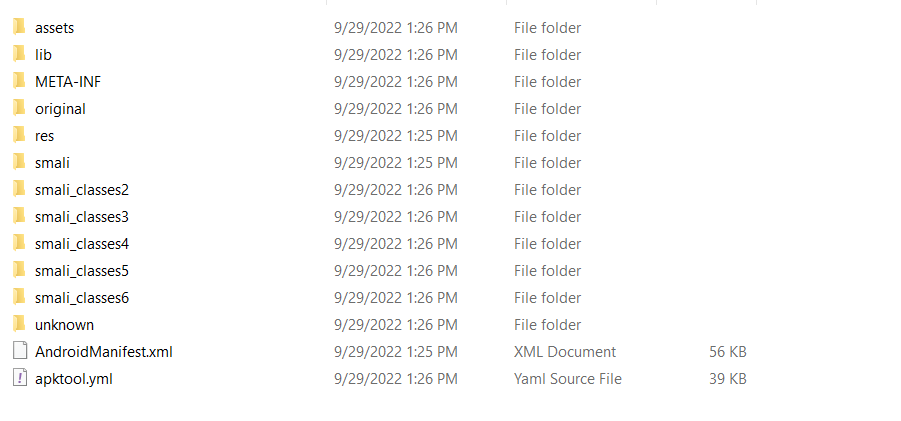 assets 9/29/2022 1:26 PM File folder
lib 9/29/2022 1:26 PM File folder
META-INF 9/29/2022 1:26 PM File folder
original 9/29/2022 1:26 PM File folder
res 9/29/2022 1:25 PM File folder
smali 9/29/2022 1:25 PM File folder
smali_classes2 9/29/2022 1:26 PM File folder
smali_classes3 9/29/2022 1:26 PM File folder
smali_classes4 9/29/2022 1:26 PM File folder
smali_classes5 9/29/2022 1:26 PM File folder
smali_classes6 9/29/2022 1:26 PM File folder
unknown 9/29/2022 1:26 PM File folder
AndroidManifest.xml 9/29/2022 1:25 PM XML Document 56 KB
apktool.yml 9/29/2022 1:26 PM Yaml Source File 39 KB